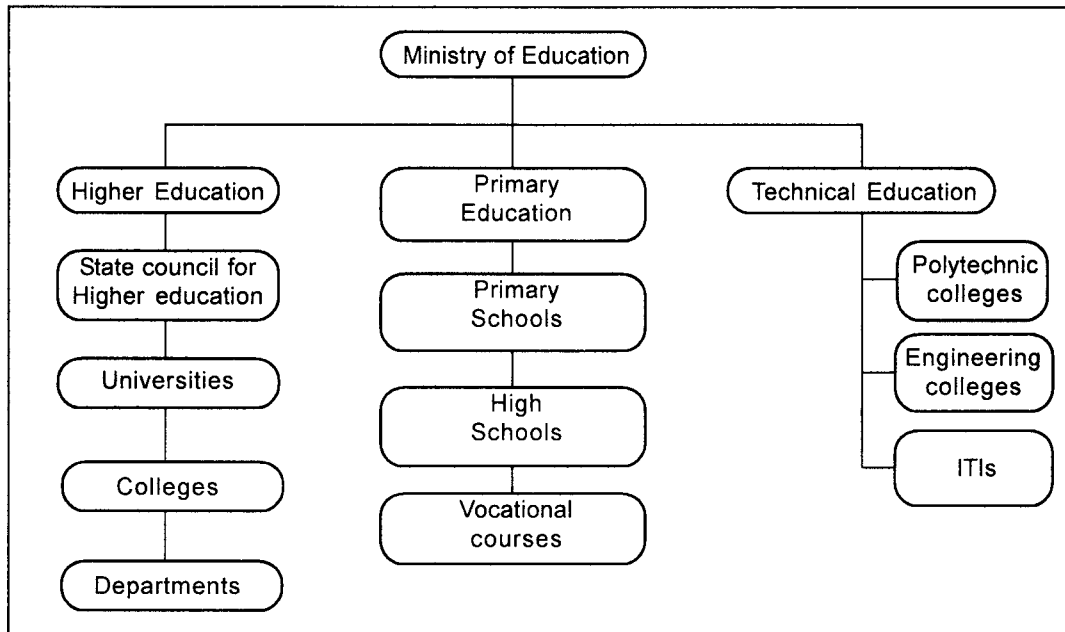 Ministry of Education
Higher Education
State council for
Higher education
Universities
Colleges
Departments
Primary
Education
Primary
Schools
High
Schools
Vocational
courses
Technical Education
Polytechnic
colleges
Engineering
colleges
ITIs